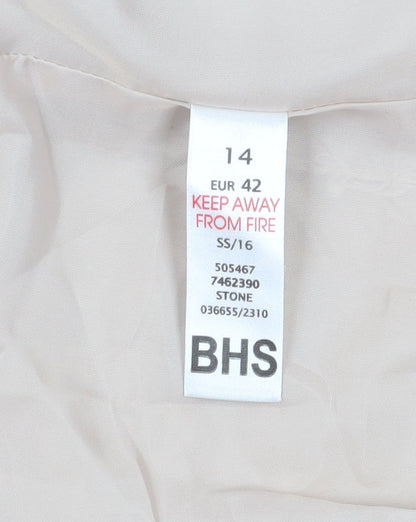 14
EUR 42
KEEP AWAY
FROM FIRE
SS/16
505467
7462390
STONE
036655/2310
BHS